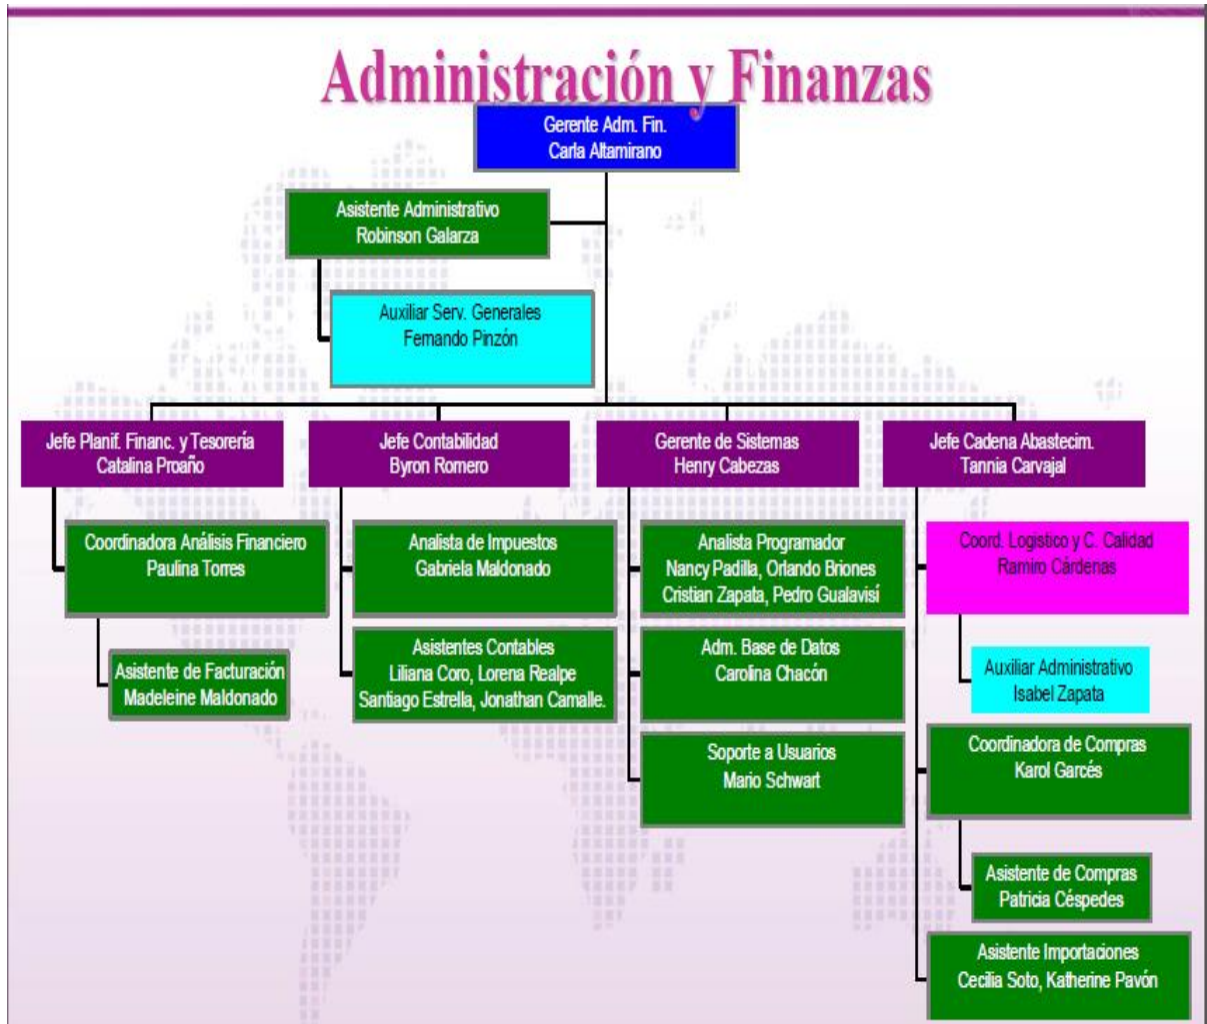 Administración y Finanzas
Gerente Adm. Fin.
Carla Altamirano
Asistente Administrativo
Robinson Galarza
Auxiliar Serv. Generales
Fernando Pinzón
Jefe Planif. Financ. y Tesorería
Catalina Proaño
Coordinadora Análisis Financiero
Paulina Torres
Asistente de Facturación
Madeleine Maldonado
Jefe Contabilidad
Byron Romero
Analista de Impuestos
Gabriela Maldonado
Asistentes Contables
Liliana Coro, Lorena Realpe
Santiago Estrella, Jonathan Camalle.
Gerente de Sistemas
Henry Cabezas
Analista Programador
Nancy Padilla, Orlando Briones
Cristian Zapata, Pedro Gualavisí
Adm. Base de Datos
Carolina Chacón
Soporte a Usuarios
Mario Schwart
Jefe Cadena Abastecim.
Tannia Carvajal
Coord. Logistico y C. Calidad
Ramiro Cárdenas
Auxiliar Administrativo
Isabel Zapata
Coordinadora de Compras
Karol Garcés
Asistente de Compras
Patricia Céspedes
Asistente Importaciones
Cecilia Soto, Katherine Pavón